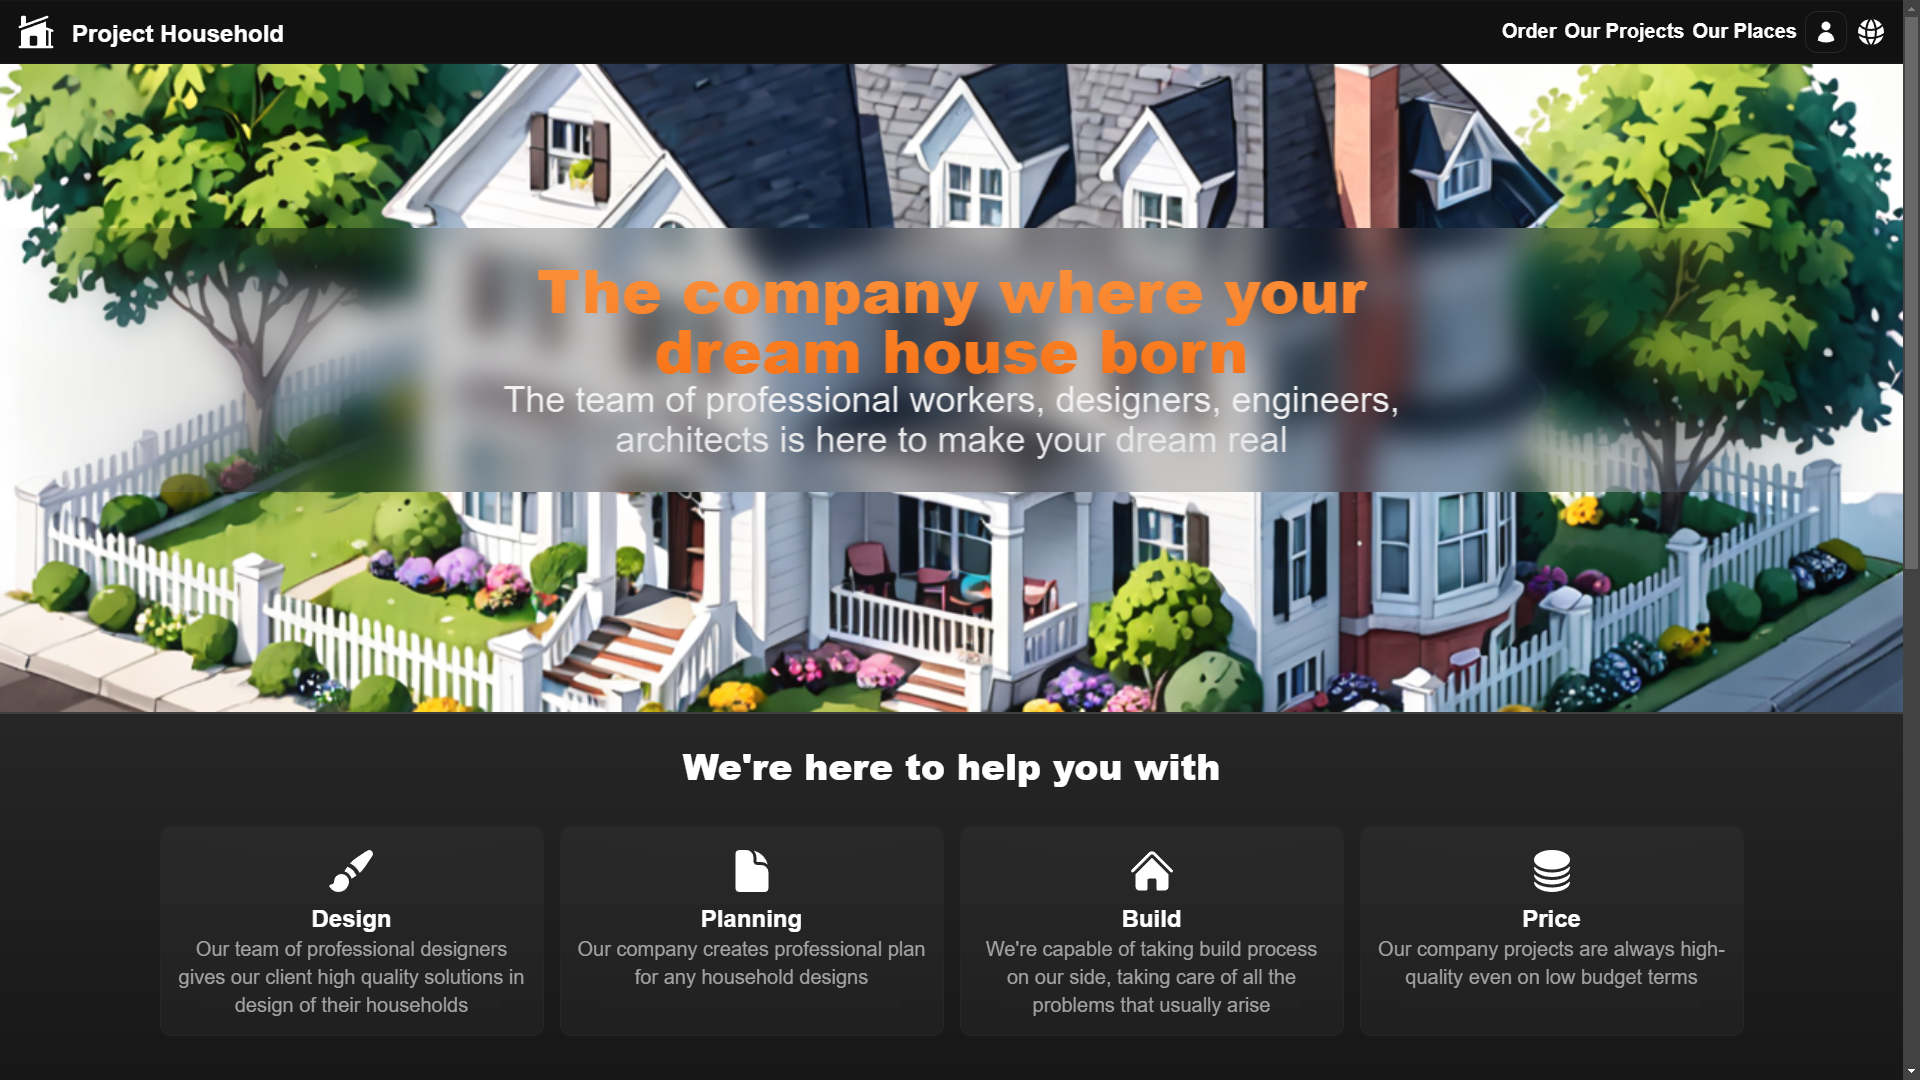 Project Household
Order Our Projects Our Places
The company where your
dream house born
The team of professional workers, designers, engineers,
architects is here to make your dream real
We're here to help you with
Design
Our team of professional designers
gives our client high quality solutions in
design of their households
Planning
Our company creates professional plan
for any household designs
Build
We're capable of taking build process
on our side, taking care of all the
problems that usually arise
Price
Our company projects are always high-
quality even on low budget terms